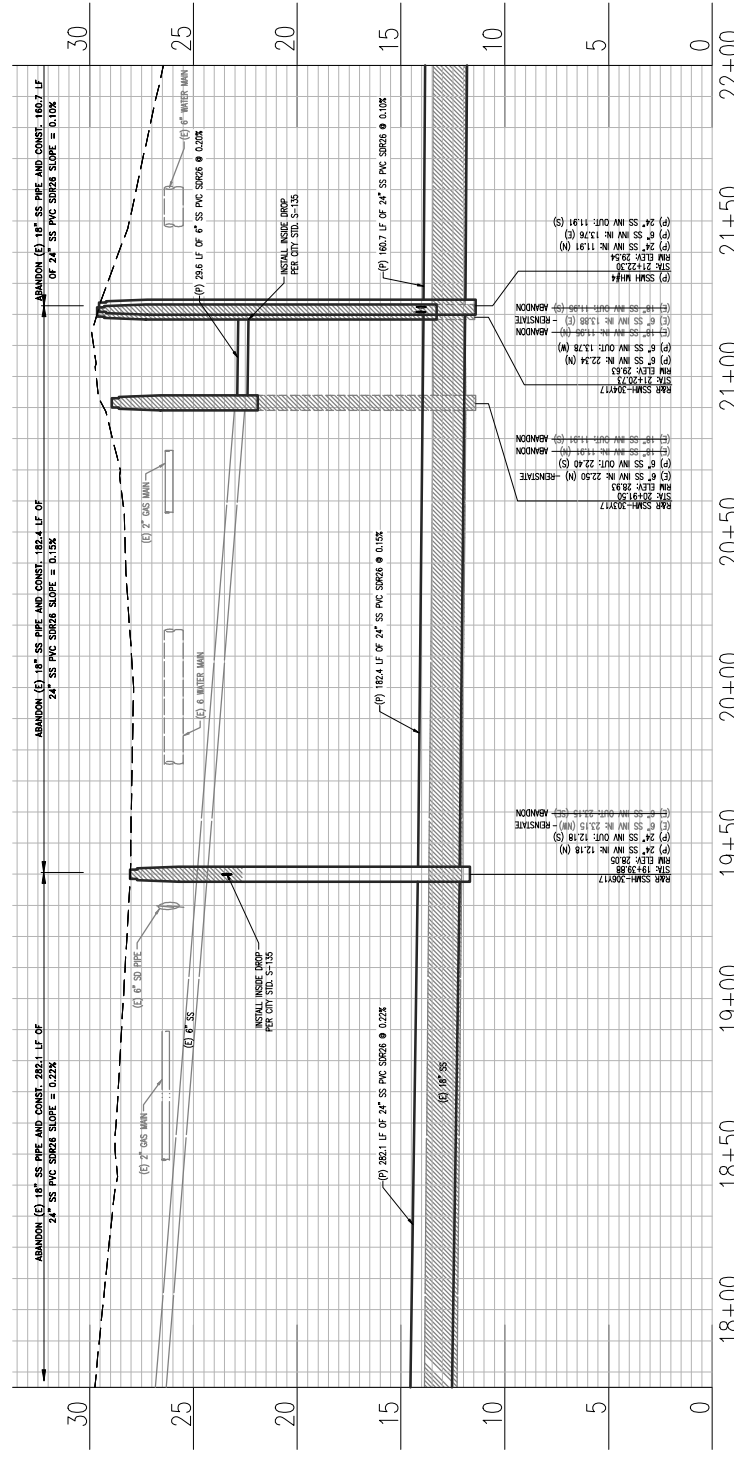 ABANDON (E) 18" SS PIPE AND CONST. 282.1 LF OF
24" SS PVC SDR26 SLOPE = 0.22%
ABANDON (E) 18" SS PIPE AND CONST. 182.4 LF OF
24" SS PVC SDR26 SLOPE = 0.15%
ABANDON (E) 18" SS PIPE AND CONST. 160.7 LF
OF 24" SS PVC SDR26 SLOPE = 0.10%
30
25
20
15
10
5
0
30
25
20
15
10
5
0
(E) 2" GAS MAIN
(E) 6" SD PIPE
(E) 6" SS
INSTALL INSIDE DROP
PER CITY STD. S-135
(E) 6 WATER MAIN
(E) 2" GAS MAIN
(P) 29.6 LF OF 6" SS PVC SDR26 @ 0.20%
INSTALL INSIDE DROP
PER CITY STD. S-135
(E) 6" WATER MAIN
(P) 282.1 LF OF 24" SS PVC SDR26 @ 0.22%
(E) 18" SS
(P) 182.4 LF OF 24" SS PVC SDR26 @ 0.15%
(P) 160.7 LF OF 24" SS PVC SDR26 @ 0.10%
R&R SSMH-306Y17
STA: 19+39.88
RIM ELEV: 28.05
(P) 24" SS INV IN: 12.18 (N)
(P) 24" SS INV OUT: 12.18 (S)
(E) 6" SS INV IN: 23.15 (NW) - REINSTATE
(E) 6" SS INV OUT: 23.15 (SE) ABANDON
R&R SSMH-303Y17
STA: 20+91.50
RIM ELEV: 28.93
(E) 6" SS INV IN: 22.50 (N) -REINSTATE
(P) 6" SS INV OUT: 22.40 (S)
(E) 18" SS INV IN: 11.91 (N) ABANDON
(E) 18" SS INV OUT: 11.91 (S) ABANDON
R&R SSMH-304Y17
STA: 21+20.73
RIM ELEV: 29.63
(P) 6" SS INV IN: 22.34 (N)
(P) 6" SS INV OUT: 13.78 (W)
(E) 18" SS INV IN: 11.96 (N) ABANDON
(E) 6" SS INV IN: 13.88 (E) - REINSTATE
(E) 18" SS INV OUT: 11.96 (S) ABANDON
(P) SSMH MH#4
STA: 21+22.30
RIM ELEV: 29.54
(P) 24" SS INV IN: 11.91 (N)
(P) 6" SS INV IN: 13.76 (E)
(P) 24" SS INV OUT: 11.91 (S)
18+00
18+50
19+00
19+50
20+00
20+50
21+00
21+50
22+00